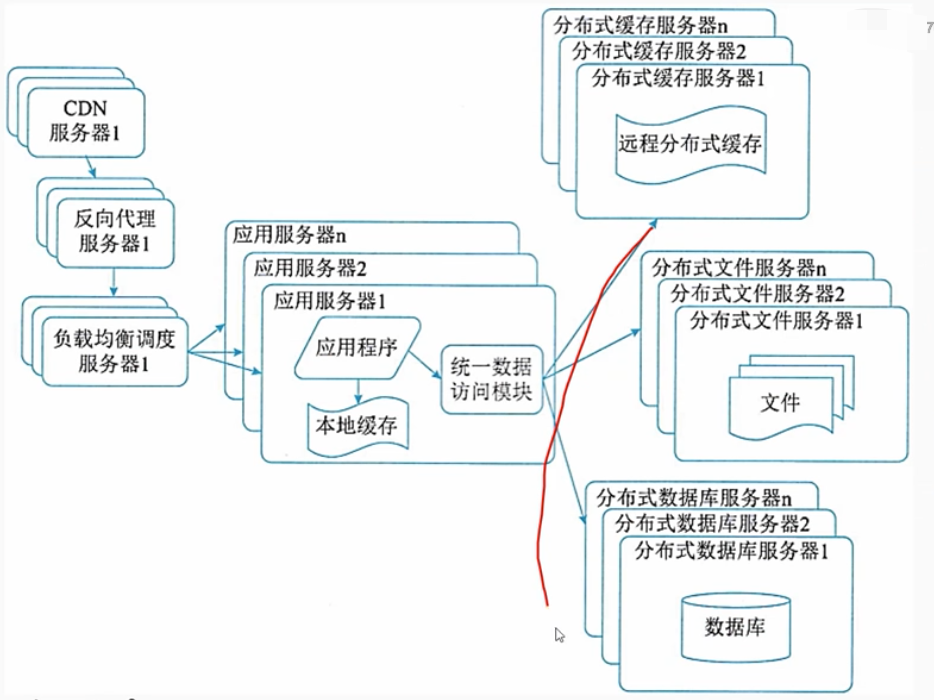 7
分布式缓存服务器n
分布式缓存服务器2
分布式缓存服务器1
远程分布式缓存
CDN
服务器1
反向代理
服务器1
负载均衡调度
服务器1
应用服务器n
应用服务器2
应用服务器1
应用程序
本地缓存
统一数据
访问模块
分布式文件服务器n
分布式文件服务器2
分布式文件服务器1
文件
分布式数据库服务器n
分布式数据库服务器2
分布式数据库服务器1
数据库